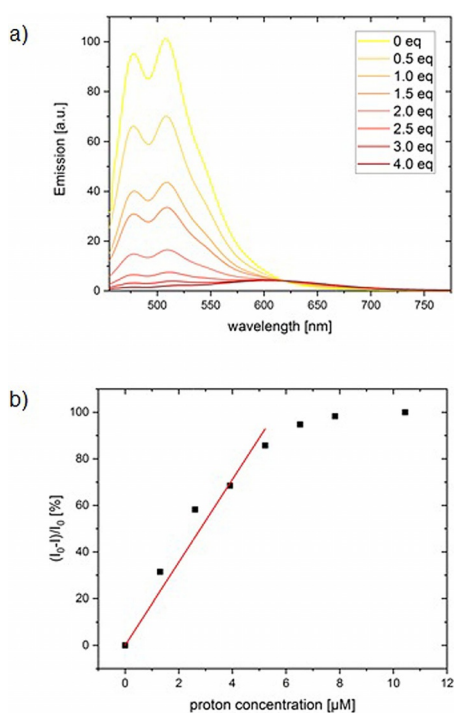 a)
100
80
60
40
20
0
Emission [a.u.]
0 eq
0.5 eq
1.0 eq
1.5 eq
2.0 eq
2.5 eq
3.0 eq
4.0 eq
500 550 600 650 700 750
wavelength [nm]
b)
100
80
60
40
20
0
(I₀-I)/I₀ [%]
0 2 4 6 8 10 12
proton concentration [µM]